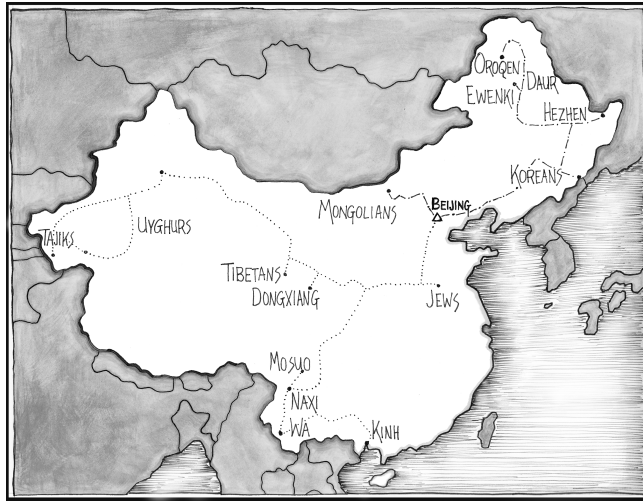 OROQEN
DAUR
EWENKI
HEZHEN
KOREANS
MONGOLIANS
BEIJING
UYGHURS
TAJIKS
TIBETANS
DONGXIANG
JEWS
MOSUO
NAXI
WA
KINH